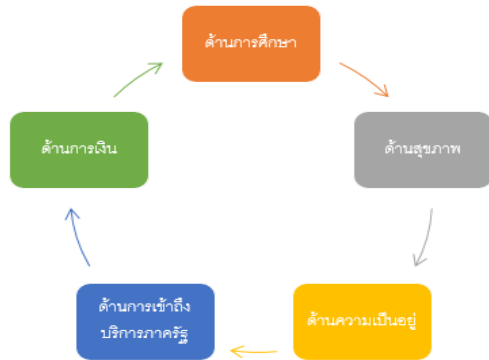 ด้านการศึกษา
ด้านสุขภาพ
ด้านความเป็นอยู่
ด้านการเข้าถึง
บริการภาครัฐ
ด้านการเงิน